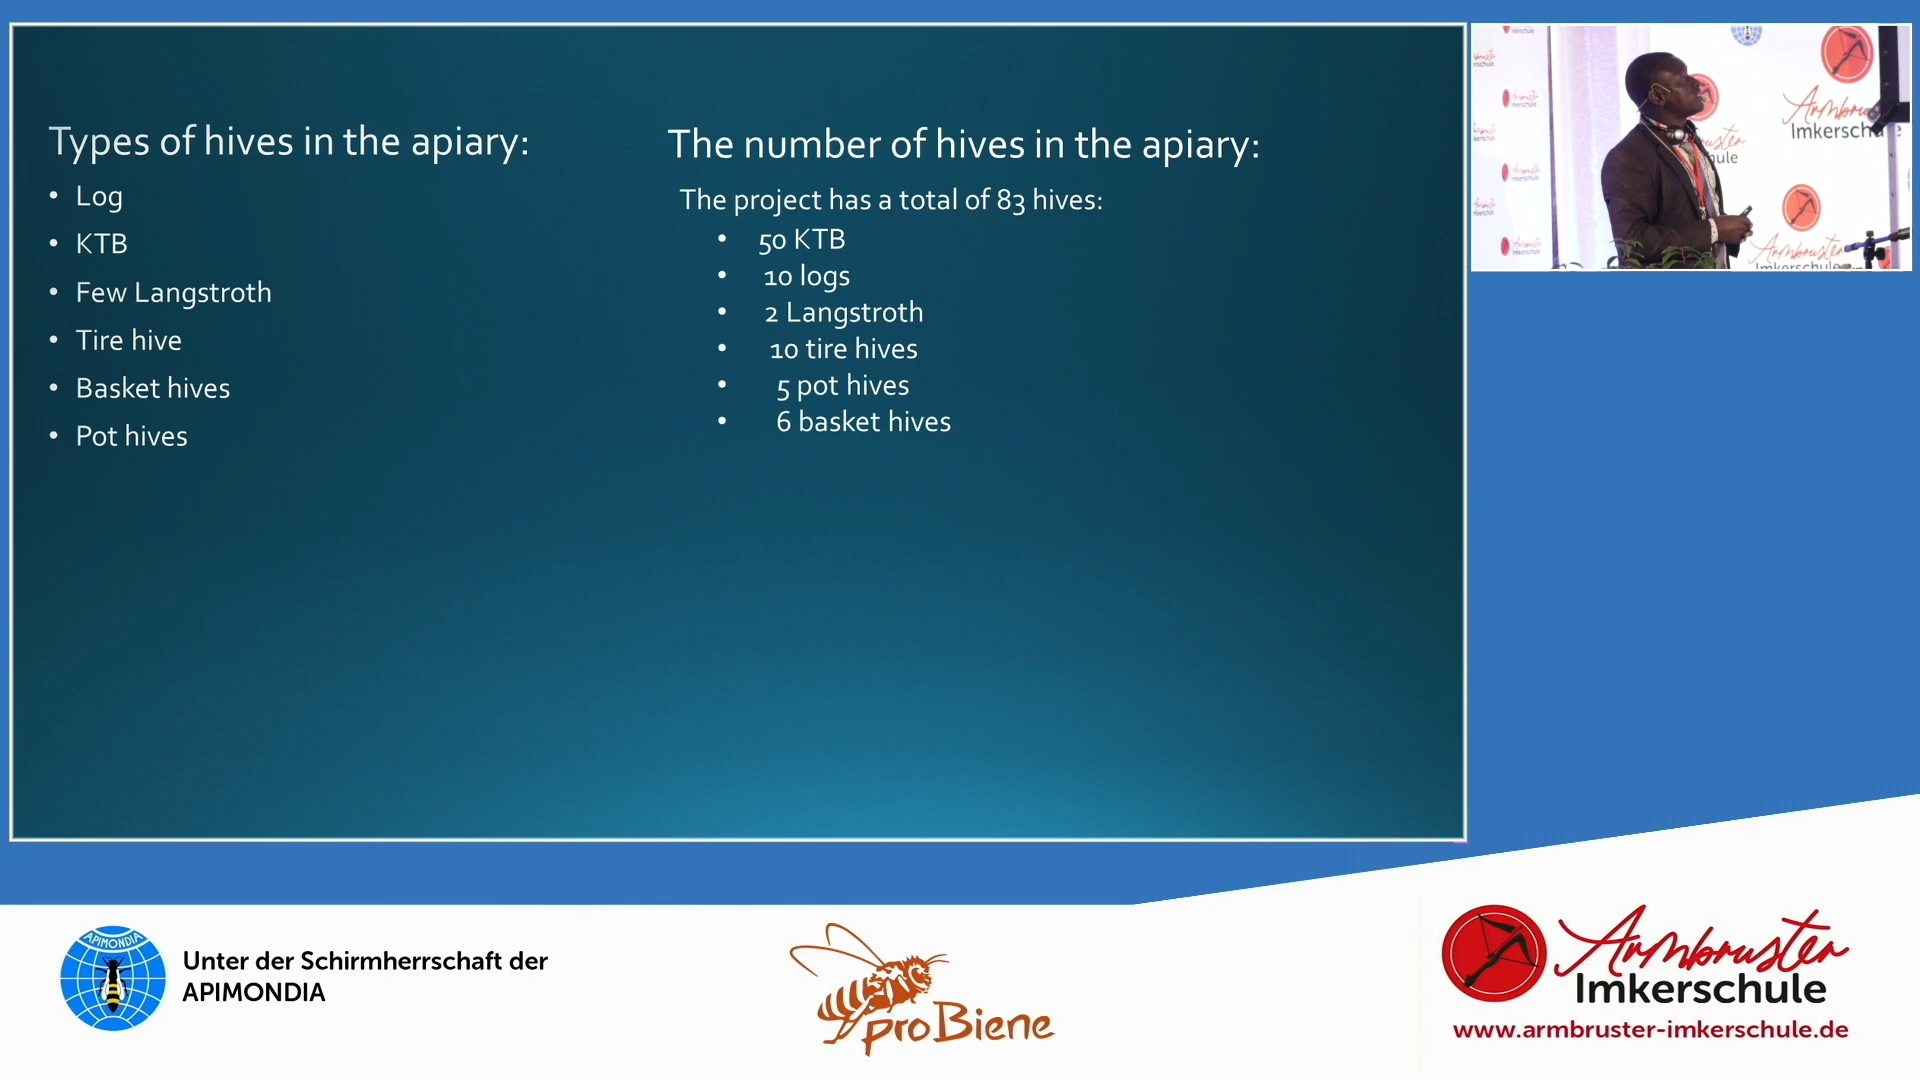 Types of hives in the apiary:
• Log
• KTB
• Few Langstroth
• Tire hive
• Basket hives
• Pot hives
The number of hives in the apiary:
The project has a total of 83 hives:
• 50 KTB
• 10 logs
• 2 Langstroth
• 10 tire hives
• 5 pot hives
• 6 basket hives
Armbruster
Imkerschule
APIMONDIA
Unter der Schirmherrschaft der
APIMONDIA
proBiene
Armbruster
Imkerschule
www.armbruster-imkerschule.de